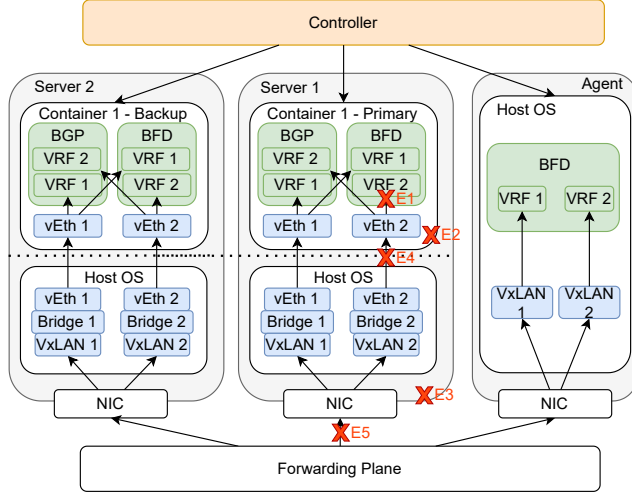 Controller
Server 2
Container 1 - Backup
BGP
BFD
VRF 2
VRF 1
VRF 1
VRF 2
vEth 1
vEth 2
Host OS
vEth 1
vEth 2
Bridge 1
Bridge 2
VxLAN 1
VxLAN 2
NIC
Server 1
Container 1 - Primary
BGP
BFD
VRF 2
VRF 1
VRF 1
VRF 2
E1
vEth 1
vEth 2
E2
E4
Host OS
vEth 1
vEth 2
Bridge 1
Bridge 2
VxLAN 1
VxLAN 2
E3
NIC
E5
Agent
Host OS
BFD
VRF 1
VRF 2
VxLAN
1
VxLAN
2
NIC
Forwarding Plane